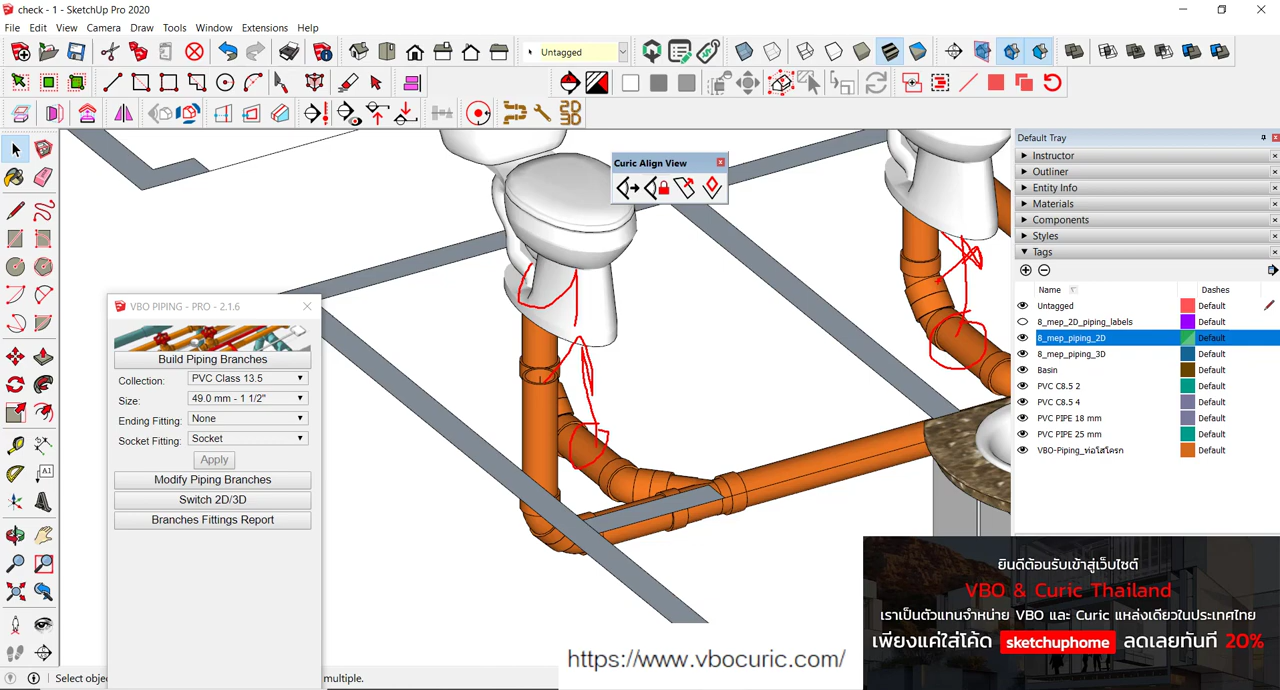 check - 1 - SketchUp Pro 2020
File Edit View Camera Draw Tools Window Extensions Help
Untagged
2D
3D
Curic Align View
Default Tray
Instructor
Outliner
Entity Info
Materials
Components
Styles
Tags
Name Dashes
Untagged Default
8_mep_2D_piping_labels Default
8_mep_piping_2D Default
8_mep_piping_3D Default
Basin Default
PVC C8.5 2 Default
PVC C8.5 4 Default
PVC PIPE 18 mm Default
PVC PIPE 25 mm Default
VBO-Piping_ท่อโสโครก Default
VBO PIPING - PRO - 2.1.6
Build Piping Branches
Collection: PVC Class 13.5
Size: 49.0 mm - 1 1/2"
Ending Fitting: None
Socket Fitting: Socket
Apply
Modify Piping Branches
Switch 2D/3D
Branches Fittings Report
A1
ยินดีต้อนรับเข้าสู่เว็บไซต์
VBO & Curic Thailand
เราเป็นตัวแทนจำหน่าย VBO และ Curic แหล่งเดียวในประเทศไทย
เพียงแค่ใส่โค้ด sketchuphome ลดเลยทันที 20%
https://www.vbocuric.com/
Select objec
multiple.